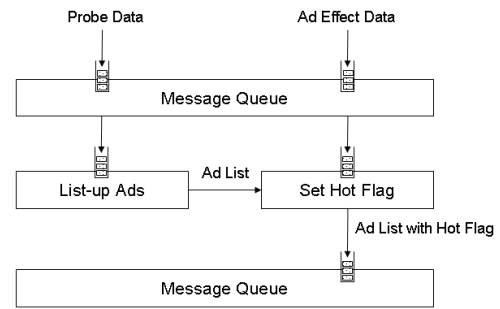 Probe Data
Ad Effect Data
Message Queue
List-up Ads
Ad List
Set Hot Flag
Ad List with Hot Flag
Message Queue